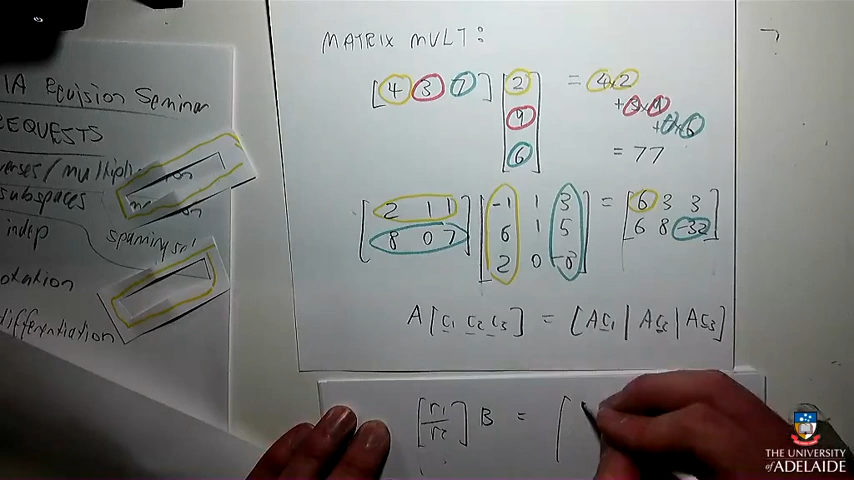 MATRIX MULT:
[4 3 7] [2 9 6] = 4×2
+3×9
+7×6
= 77
[2 1 1 8 0 7] [-1 1 3 6 1 5 2 0 -8] = [6 3 3 6 8 -32]
A[c1 c2 c3] = [Ac1 | Ac2 | Ac3]
[r1 r2] B = [
IA Revision Seminar
REQUESTS
subspaces
spanning set
indep
otation
differentiation
THE UNIVERSITY
of ADELAIDE